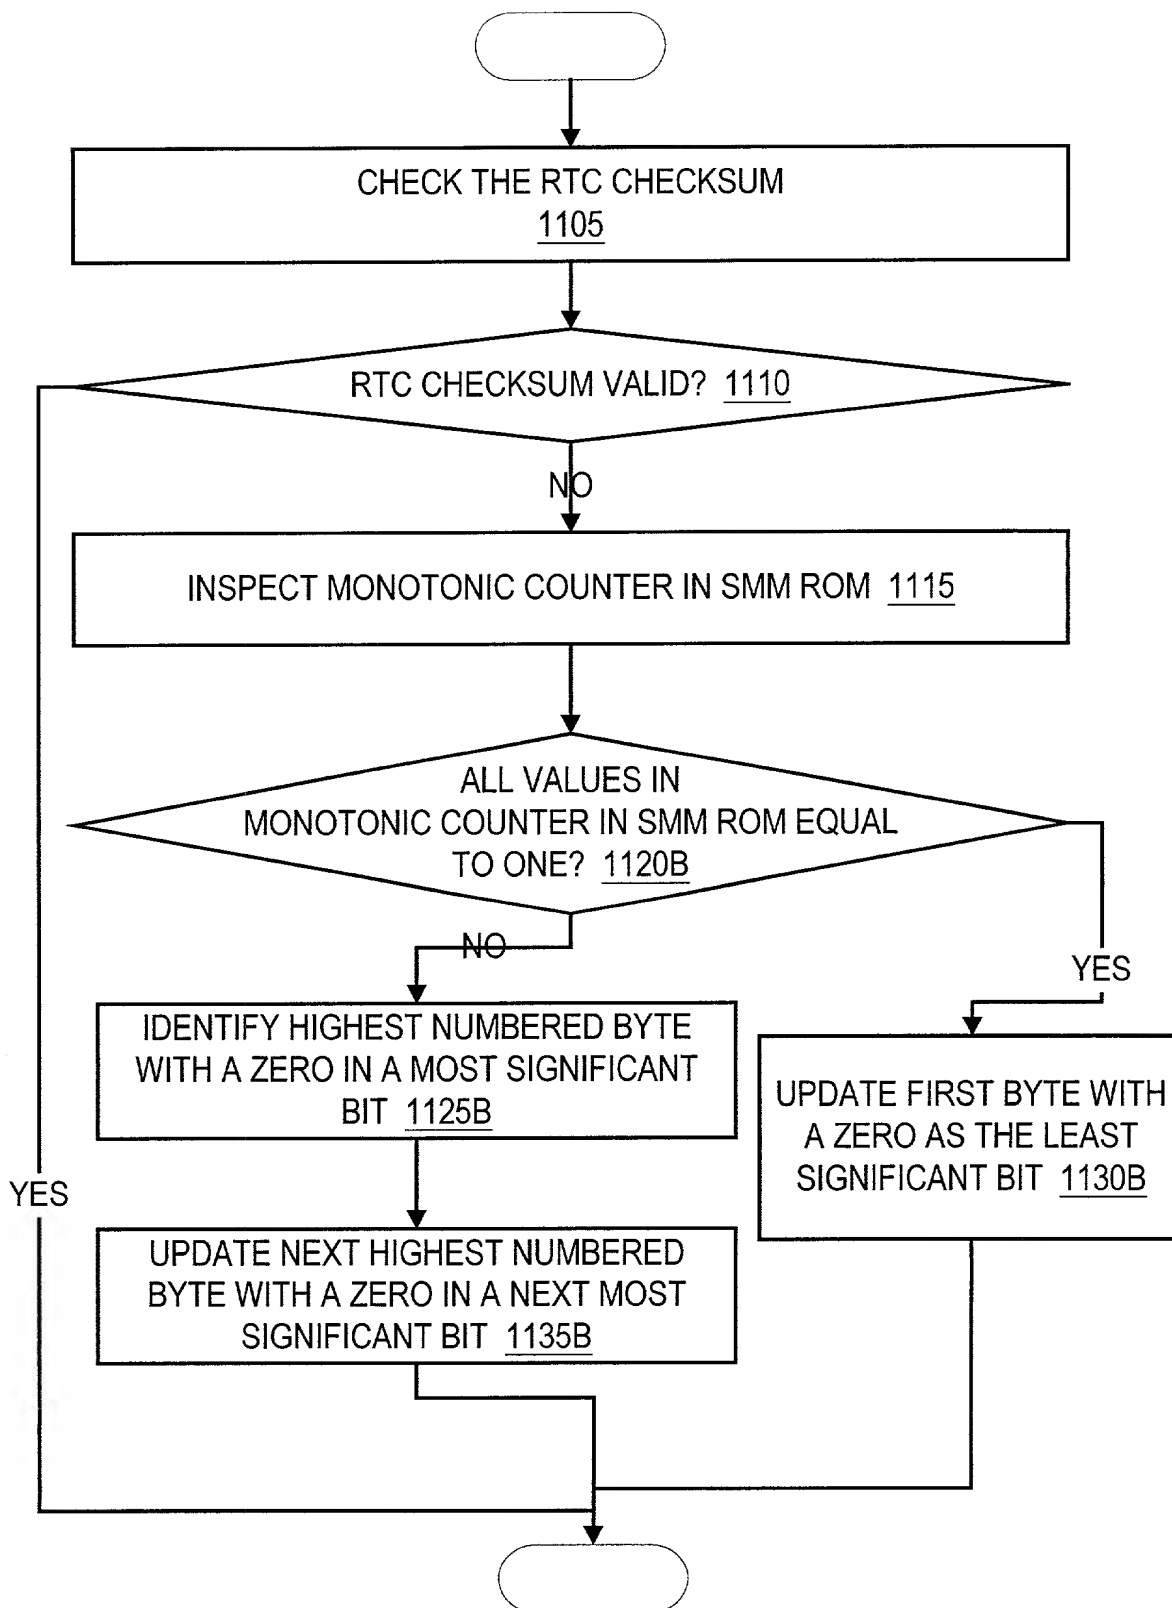 CHECK THE RTC CHECKSUM
1105
RTC CHECKSUM VALID? 1110
NO
INSPECT MONOTONIC COUNTER IN SMM ROM 1115
ALL VALUES IN
MONOTONIC COUNTER IN SMM ROM EQUAL
TO ONE? 1120B
NO
YES
IDENTIFY HIGHEST NUMBERED BYTE
WITH A ZERO IN A MOST SIGNIFICANT
BIT 1125B
UPDATE FIRST BYTE WITH
A ZERO AS THE LEAST
SIGNIFICANT BIT 1130B
YES
UPDATE NEXT HIGHEST NUMBERED
BYTE WITH A ZERO IN A NEXT MOST
SIGNIFICANT BIT 1135B